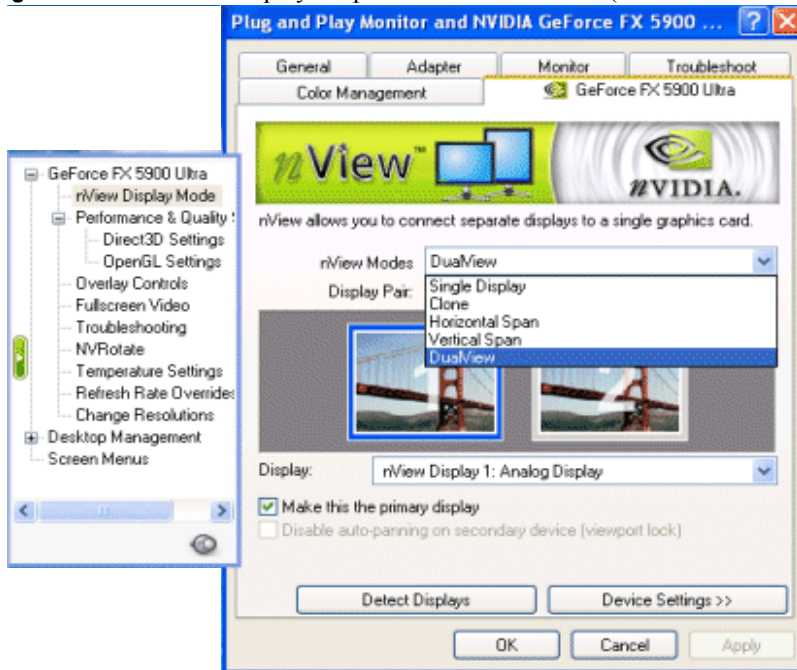 Plug and Play Monitor and NVIDIA GeForce FX 5900 ...
General Adapter Monitor Troubleshoot
Color Management GeForce FX 5900 Ultra
nView™
NVIDIA.
nView allows you to connect separate displays to a single graphics card.
nView Modes DualView
Display Pair:
Single Display
Clone
Horizontal Span
Vertical Span
DualView
1 2
Display: nView Display 1: Analog Display
Make this the primary display
Disable auto-panning on secondary device (viewport lock)
Detect Displays Device Settings >>
OK Cancel Apply
GeForce FX 5900 Ultra
nView Display Mode
Performance & Quality
Direct3D Settings
OpenGL Settings
Overlay Controls
Fullscreen Video
Troubleshooting
NVRotate
Temperature Settings
Refresh Rate Overrides
Change Resolutions
Desktop Management
Screen Menus